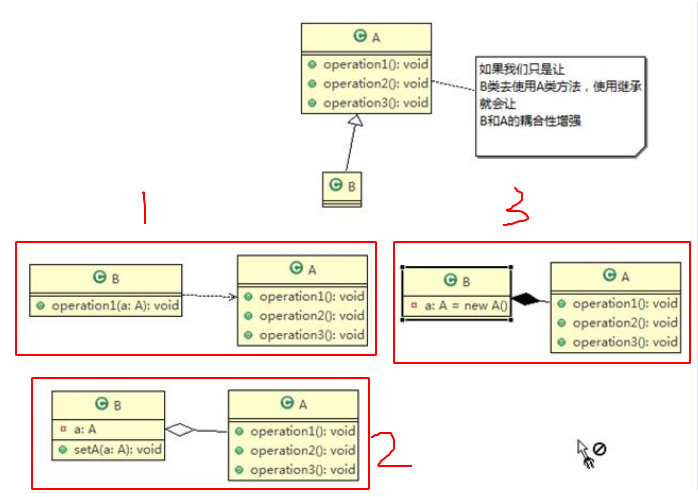 C A
operation1(): void
operation2(): void
operation3(): void
如果我们只是让
B类去使用A类方法，使用继承
就会让
B和A的耦合性增强
C B
1
3
C B
operation1(a: A): void
C A
operation1(): void
operation2(): void
operation3(): void
C B
a: A = new A()
C A
operation1(): void
operation2(): void
operation3(): void
C B
a: A
setA(a: A): void
C A
operation1(): void
operation2(): void
operation3(): void
2